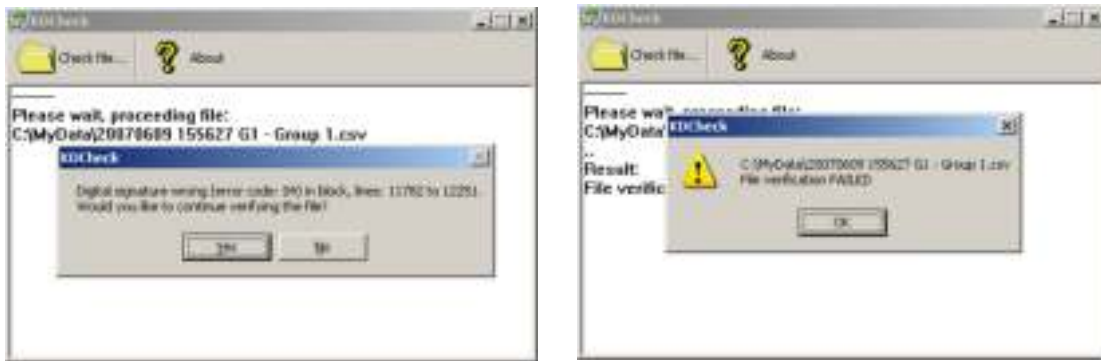 KDCheck
Check file...
About
Please wait, proceeding file:
C:\MyData\20070609 155627 G1 - Group 1.csv
KDCheck
Digital signature wrong (error code: in block, lines: 11782 to 12251.
Would you like to continue verifying the file?
Yes
No
KDCheck
Check file...
About
Please wait, proceeding file:
C:\MyData\
..
Result:
File verific
KDCheck
C:\MyData\20070609 155627 G1 - Group 1.csv
File verification FAILED
OK